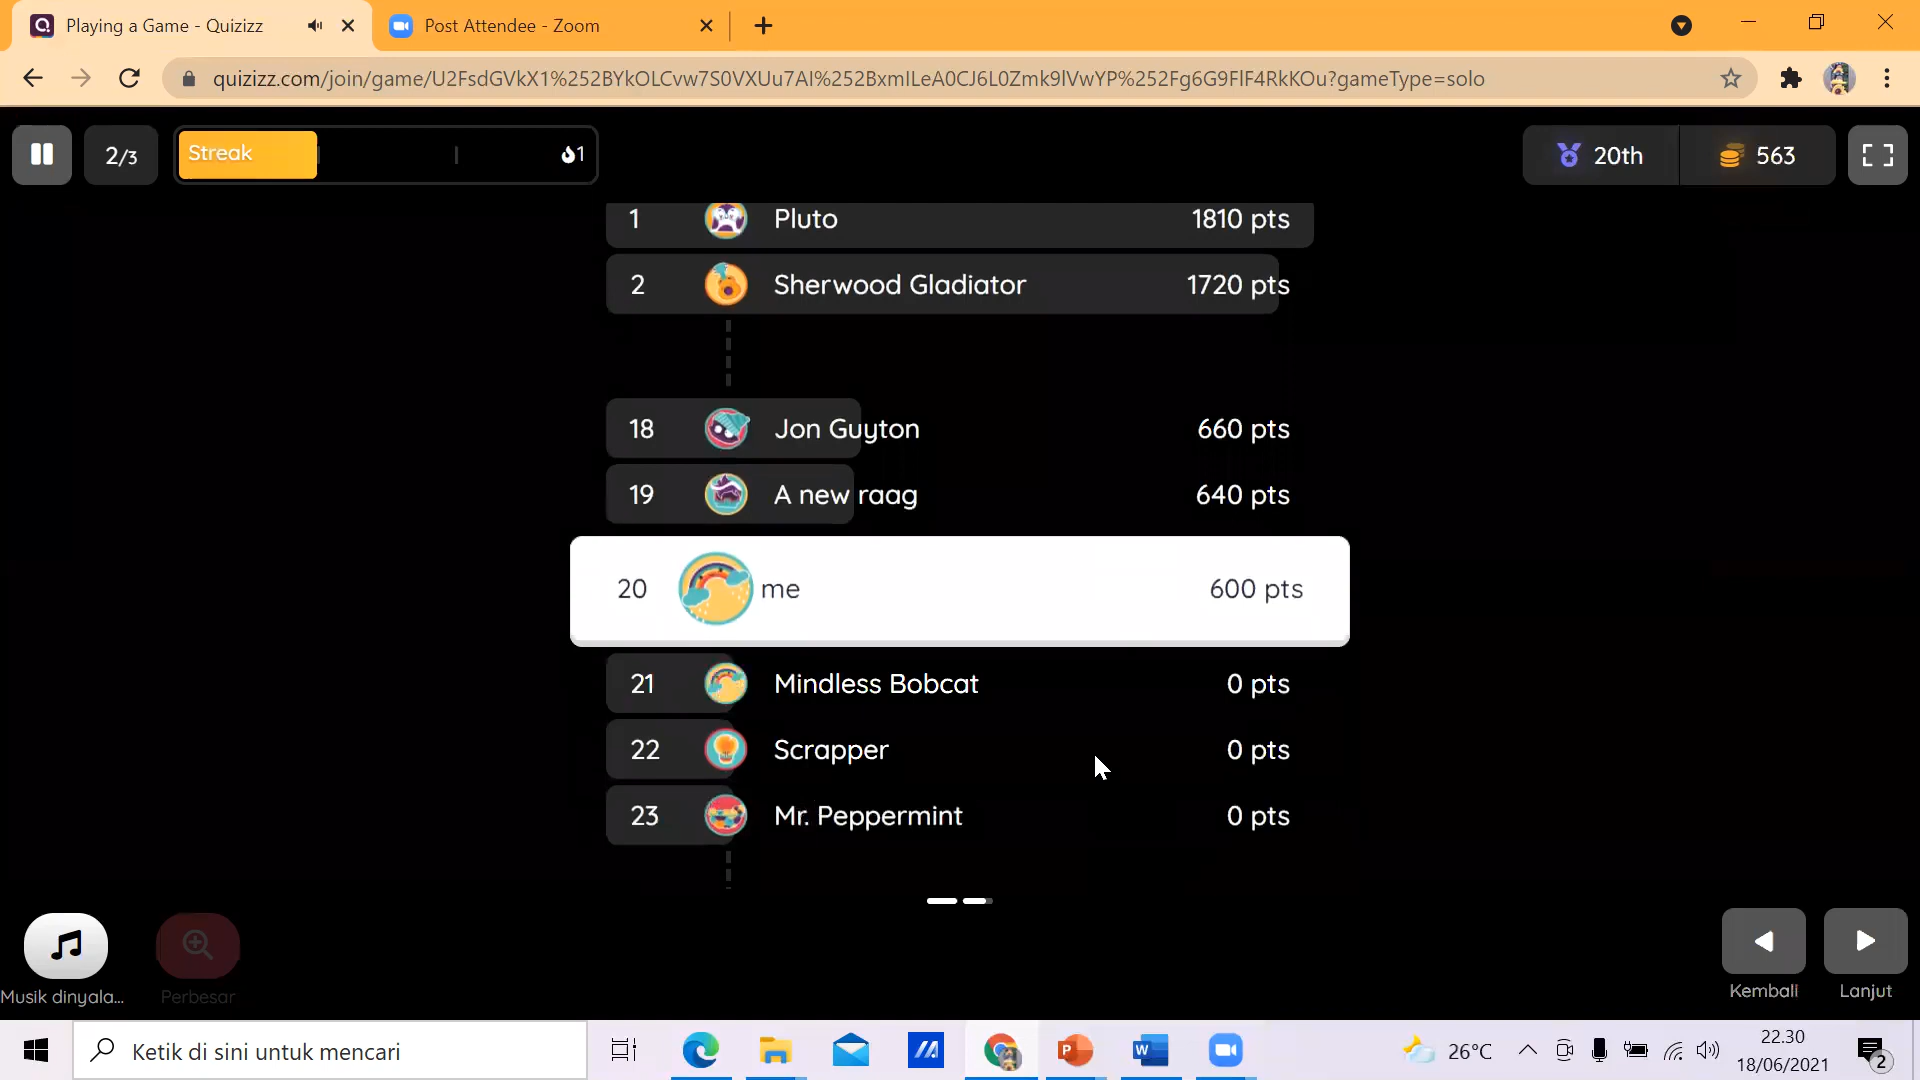 Playing a Game - Quizizz
Post Attendee - Zoom
quizizz.com/join/game/U2FsdGVkX1%252BYkOLCvw7S0VXUu7AI%252BxmILeA0CJ6L0Zmk9lVwYP%252Fg6G9FlF4RkKOu?gameType=solo
2/3
Streak
1
20th
563
1 Pluto 1810 pts
2 Sherwood Gladiator 1720 pts
18 Jon Guyton 660 pts
19 A new raag 640 pts
20 me 600 pts
21 Mindless Bobcat 0 pts
22 Scrapper 0 pts
23 Mr. Peppermint 0 pts
Musik dinyala...
Perbesar
Kembali
Lanjut
Ketik di sini untuk mencari
26°C
22.30
18/06/2021
2